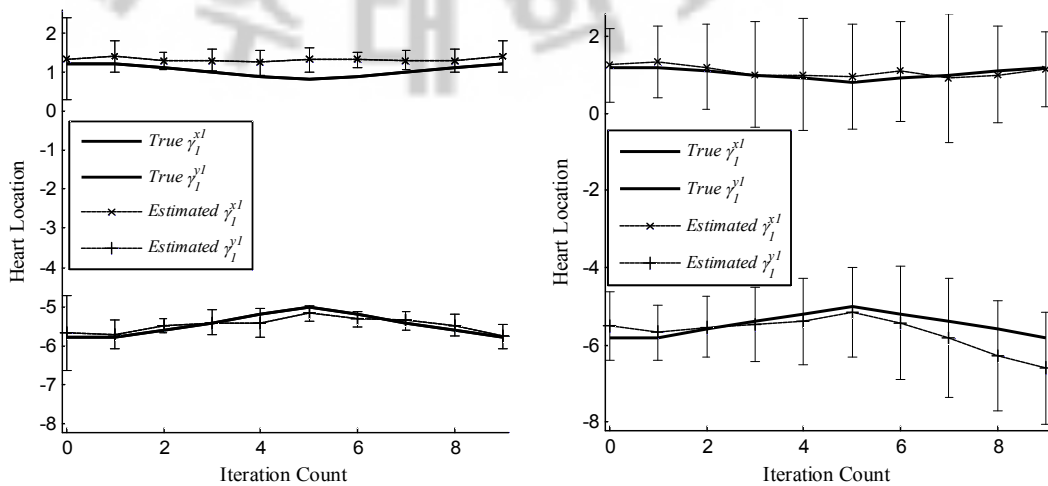 2
1
0
-1
-2
-3
-4
-5
-6
-7
-8
0 2 4 6 8
Heart Location
Iteration Count
True γ₁ˣ¹
True γ₁ʸ¹
Estimated γ₁ˣ¹
Estimated γ₁ʸ¹
2
0
-2
-4
-6
-8
0 2 4 6 8
Heart Location
Iteration Count
True γ₁ˣ¹
True γ₁ʸ¹
Estimated γ₁ˣ¹
Estimated γ₁ʸ¹
대